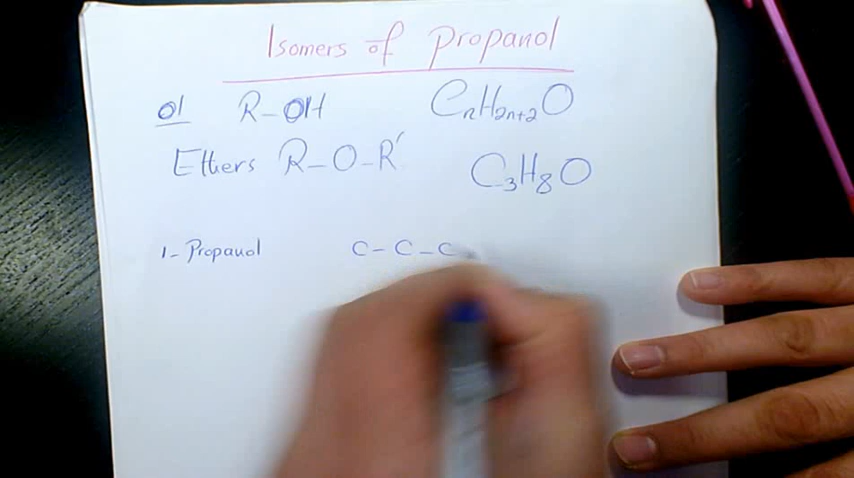 Isomers of Propanol
ol R-OH CnH2n+2O
Ethers R-O-R'
C3H8O
1- Propanol C-C-C